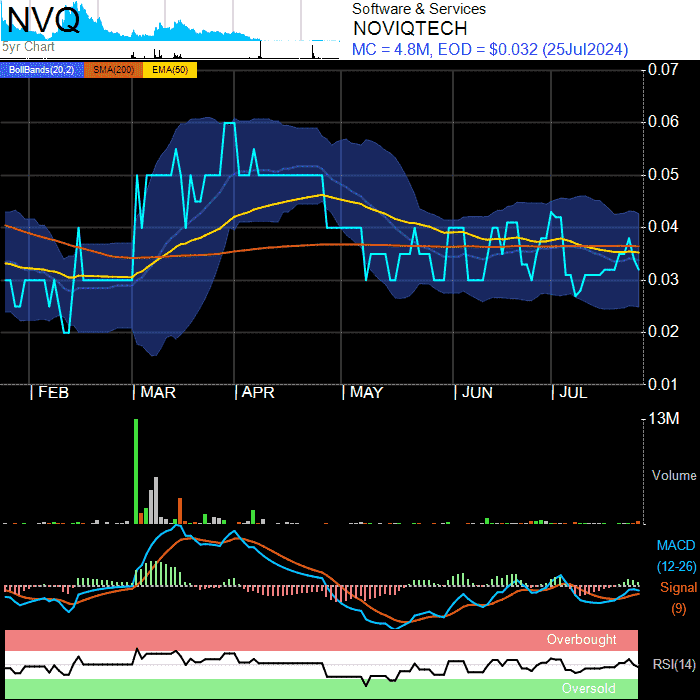 NVQ
5yr Chart
Software & Services
NOVIQTECH
MC = 4.8M, EOD = $0.032 (25Jul2024)
BollBands(20,2) SMA(200) EMA(50)
0.07
0.06
0.05
0.04
0.03
0.02
0.01
FEB MAR APR MAY JUN JUL
13M
Volume
MACD
(12-26)
Signal
(9)
Overbought
RSI(14)
Oversold